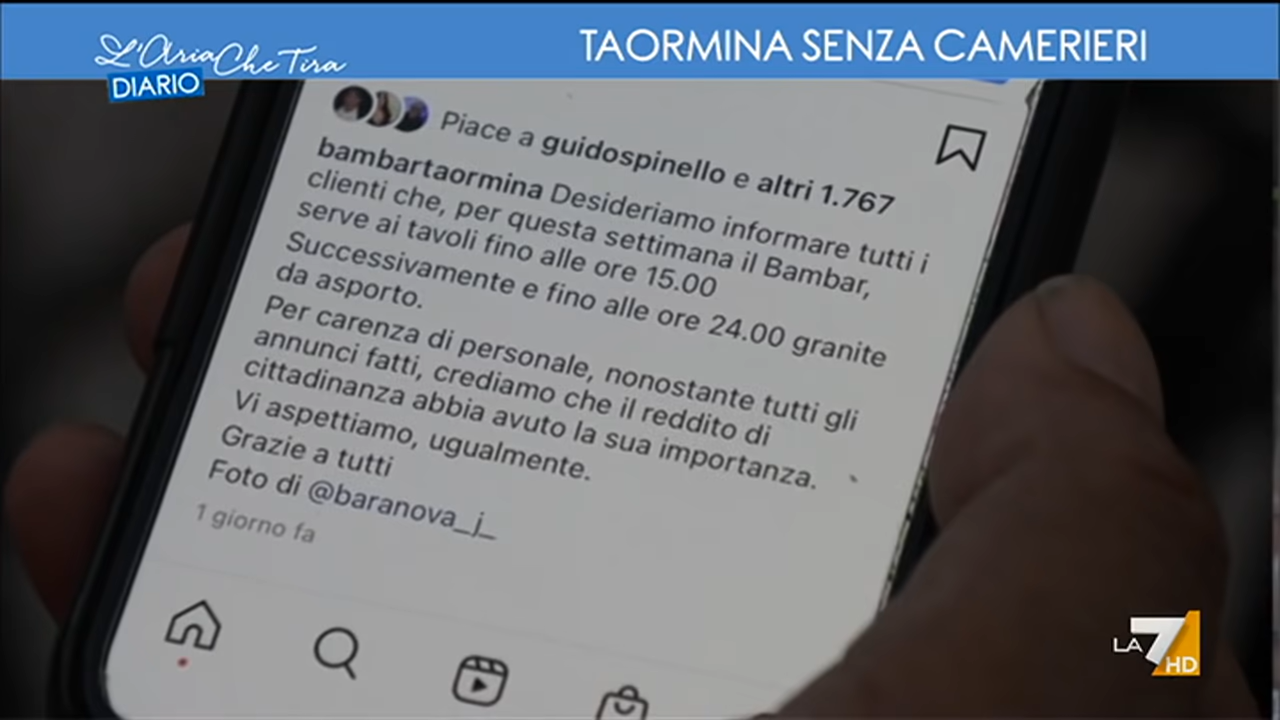 L'Aria Che Tira
DIARIO
TAORMINA SENZA CAMERIERI
Piace a guidospinello e altri 1.767
bambartaormina Desideriamo informare tutti i
clienti che, per questa settimana il Bambar,
serve ai tavoli fino alle ore 15.00
Successivamente e fino alle ore 24.00 granite
da asporto.
Per carenza di personale, nonostante tutti gli
annunci fatti, crediamo che il reddito di
cittadinanza abbia avuto la sua importanza.
Vi aspettiamo, ugualmente.
Grazie a tutti
Foto di @baranova_j_
1 giorno fa
LA 7 HD